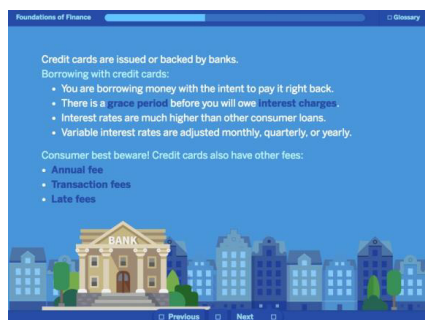 Foundations of Finance
Glossary
Credit cards are issued or backed by banks.
Borrowing with credit cards:
• You are borrowing money with the intent to pay it right back.
• There is a grace period before you will owe interest charges.
• Interest rates are much higher than other consumer loans.
• Variable interest rates are adjusted monthly, quarterly, or yearly.
Consumer best beware! Credit cards also have other fees:
• Annual fee
• Transaction fees
• Late fees
BANK
Previous
Next